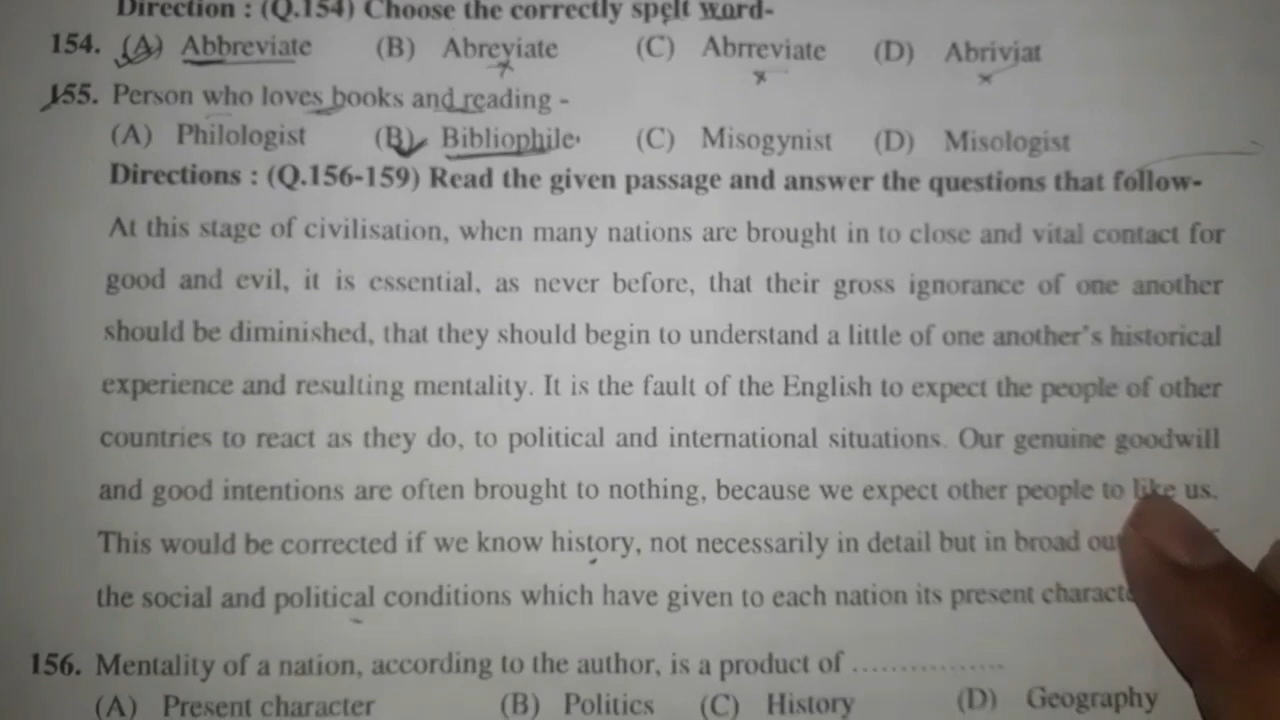 Direction : (Q.154) Choose the correctly spelt word-
154. (A) Abbreviate (B) Abreviate (C) Abrreviate (D) Abriviat
155. Person who loves books and reading -
(A) Philologist (B) Bibliophile (C) Misogynist (D) Misologist
Directions : (Q.156-159) Read the given passage and answer the questions that follow-
At this stage of civilisation, when many nations are brought in to close and vital contact for
good and evil, it is essential, as never before, that their gross ignorance of one another
should be diminished, that they should begin to understand a little of one another's historical
experience and resulting mentality. It is the fault of the English to expect the people of other
countries to react as they do, to political and international situations. Our genuine goodwill
and good intentions are often brought to nothing, because we expect other people to like us.
This would be corrected if we know history, not necessarily in detail but in broad
the social and political conditions which have given to each nation its present
156. Mentality of a nation, according to the author, is a product of ................
(A) Present character (B) Politics (C) History (D) Geography